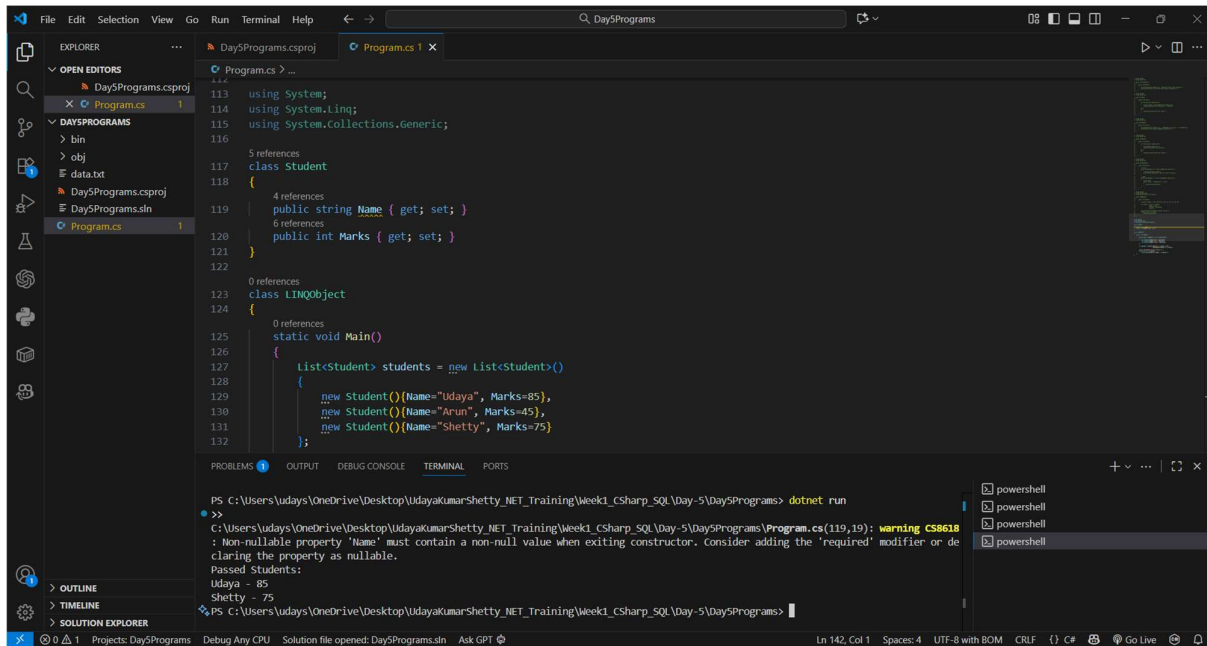 File Edit Selection View Go Run Terminal Help
Day5Programs
EXPLORER
OPEN EDITORS
Day5Programs.csproj
Program.cs 1
DAY5PROGRAMS
bin
obj
data.txt
Day5Programs.csproj
Day5Programs.sln
Program.cs 1
OUTLINE
TIMELINE
SOLUTION EXPLORER
Day5Programs.csproj
Program.cs 1
Program.cs > ...
112
113 using System;
114 using System.Linq;
115 using System.Collections.Generic;
116
5 references
117 class Student
118 {
4 references
119 public string Name { get; set; }
6 references
120 public int Marks { get; set; }
121 }
122
0 references
123 class LINQObject
124 {
0 references
125 static void Main()
126 {
127 List<Student> students = new List<Student>()
128 {
129 new Student(){Name="Udaya", Marks=85},
130 new Student(){Name="Arun", Marks=45},
131 new Student(){Name="Shetty", Marks=75}
132 };
PROBLEMS 1 OUTPUT DEBUG CONSOLE TERMINAL PORTS
PS C:\Users\udays\OneDrive\Desktop\UdayaKumarShetty_NET_Training\Week1_CSharp_SQL\Day-5\Day5Programs> dotnet run
>>
C:\Users\udays\OneDrive\Desktop\UdayaKumarShetty_NET_Training\Week1_CSharp_SQL\Day-5\Day5Programs\Program.cs(119,19): warning CS8618
: Non-nullable property 'Name' must contain a non-null value when exiting constructor. Consider adding the 'required' modifier or de
claring the property as nullable.
Passed Students:
Udaya - 85
Shetty - 75
PS C:\Users\udays\OneDrive\Desktop\UdayaKumarShetty_NET_Training\Week1_CSharp_SQL\Day-5\Day5Programs>
powershell
powershell
powershell
powershell
0 1 Projects: Day5Programs Debug Any CPU Solution file opened: Day5Programs.sln Ask GPT Ln 142, Col 1 Spaces: 4 UTF-8 with BOM CRLF {} C# Go Live